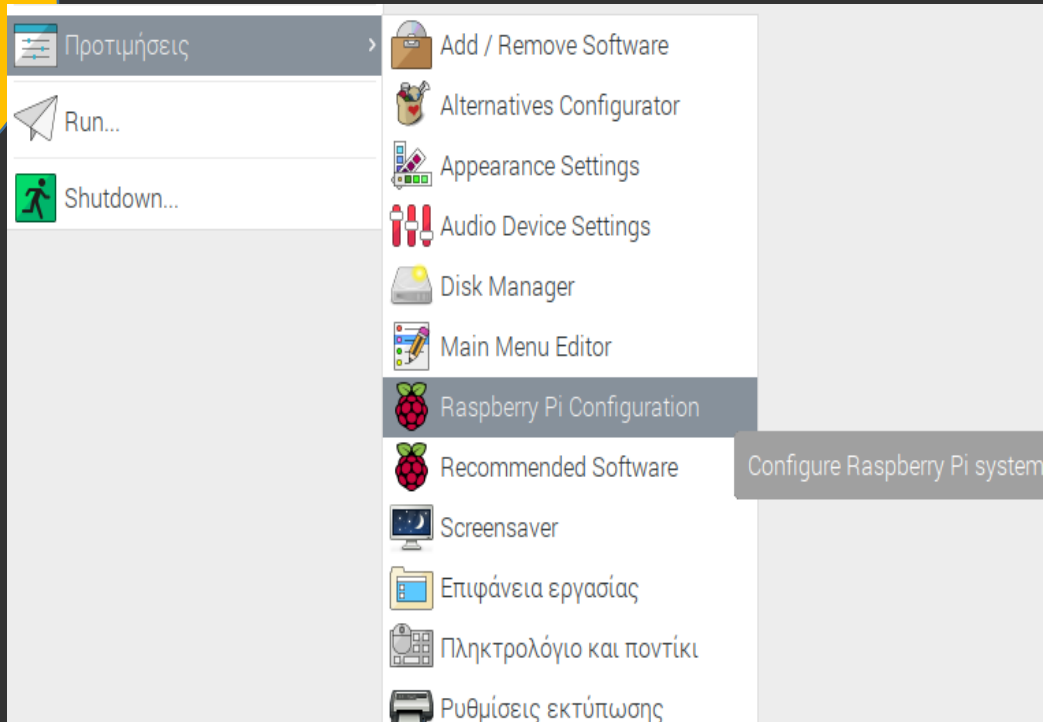 Προτιμήσεις
Run...
Shutdown...
Add / Remove Software
Alternatives Configurator
Appearance Settings
Audio Device Settings
Disk Manager
Main Menu Editor
Raspberry Pi Configuration
Recommended Software
Configure Raspberry Pi system
Screensaver
Επιφάνεια εργασίας
Πληκτρολόγιο και ποντίκι
Ρυθμίσεις εκτύπωσης